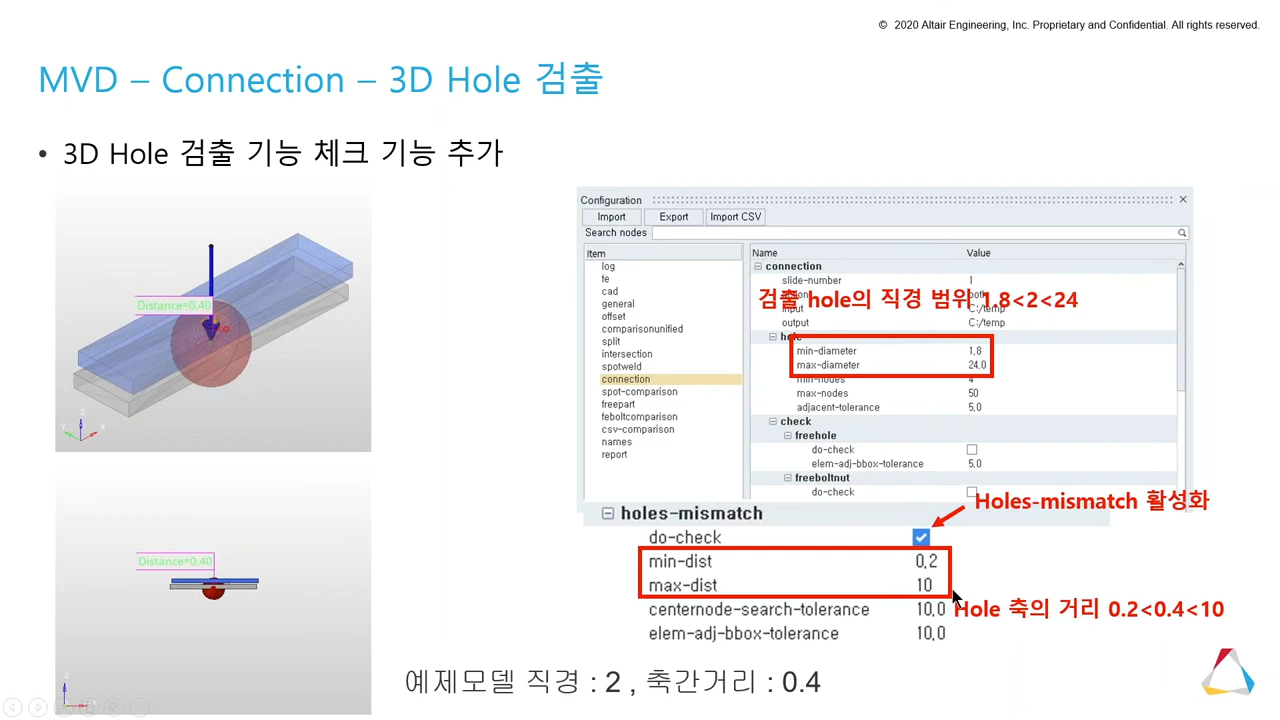 © 2020 Altair Engineering, Inc. Proprietary and Confidential. All rights reserved.
MVD – Connection – 3D Hole 검출
• 3D Hole 검출 기능 체크 기능 추가
Distance=0.40
Z
Y
X
Distance=0.40
Z
Configuration
Import Export Import CSV
Search nodes
Item
log
fe
cad
general
offset
comparisonunified
split
intersection
spotweld
connection
spot-comparison
freepart
feboltcomparison
csv-comparison
names
report
Name Value
connection
slide-number 1
both
검출 hole의 직경 범위 1.8<2<24
input C:/temp
output C:/temp
hole
min-diameter 1,8
max-diameter 24,0
min-nodes 4
max-nodes 50
adjacent-tolerance 5,0
check
freehole
do-check
elem-adj-bbox-tolerance 5,0
freeboltnut
do-check
Holes-mismatch 활성화
holes-mismatch
do-check
min-dist 0,2
max-dist 10
centernode-search-tolerance 10,0
Hole 축의 거리 0.2<0.4<10
elem-adj-bbox-tolerance 10,0
예제모델 직경 : 2 , 축간거리 : 0.4